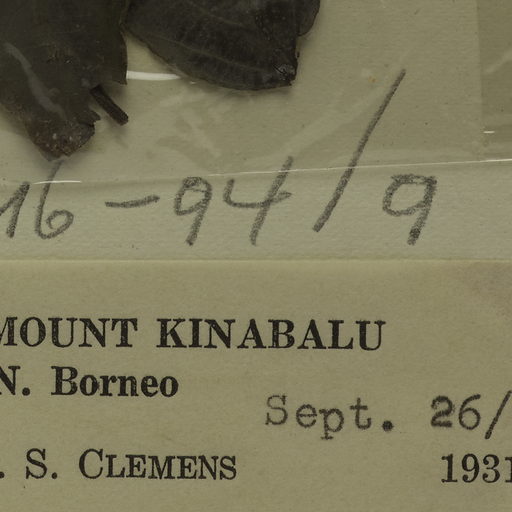 16-94/9
MOUNT KINABALU
N. Borneo
Sept. 26/
. S. CLEMENS 1931